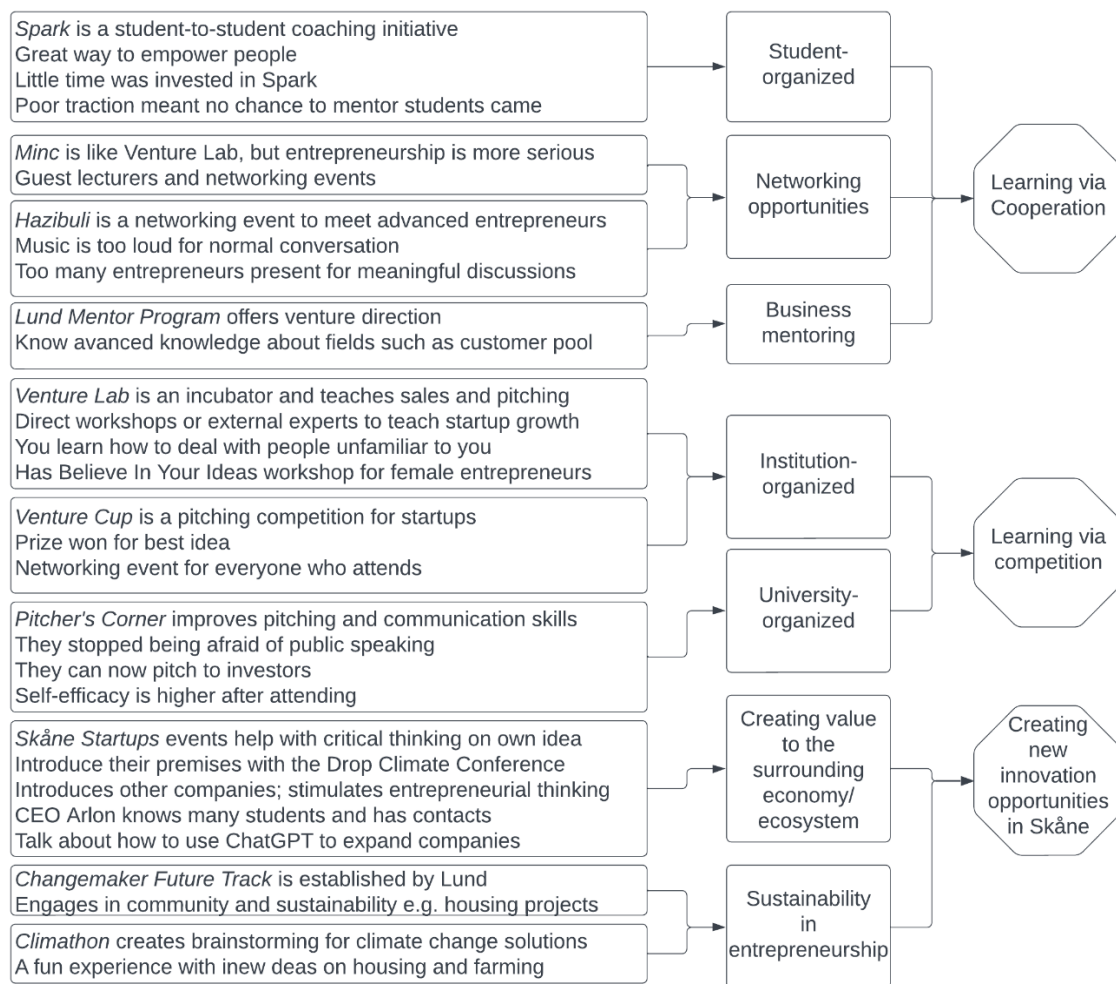 Spark is a student-to-student coaching initiative
Great way to empower people
Little time was invested in Spark
Poor traction meant no chance to mentor students came
Student-
organized
Minc is like Venture Lab, but entrepreneurship is more serious
Guest lecturers and networking events
Hazibuli is a networking event to meet advanced entrepreneurs
Music is too loud for normal conversation
Too many entrepreneurs present for meaningful discussions
Networking
opportunities
Lund Mentor Program offers venture direction
Know avanced knowledge about fields such as customer pool
Business
mentoring
Learning via
Cooperation
Venture Lab is an incubator and teaches sales and pitching
Direct workshops or external experts to teach startup growth
You learn how to deal with people unfamiliar to you
Has Believe In Your Ideas workshop for female entrepreneurs
Venture Cup is a pitching competition for startups
Prize won for best idea
Networking event for everyone who attends
Institution-
organized
Pitcher's Corner improves pitching and communication skills
They stopped being afraid of public speaking
They can now pitch to investors
Self-efficacy is higher after attending
University-
organized
Learning via
competition
Skåne Startups events help with critical thinking on own idea
Introduce their premises with the Drop Climate Conference
Introduces other companies; stimulates entrepreneurial thinking
CEO Arlon knows many students and has contacts
Talk about how to use ChatGPT to expand companies
Creating value
to the
surrounding
economy/
ecosystem
Changemaker Future Track is established by Lund
Engages in community and sustainability e.g. housing projects
Climathon creates brainstorming for climate change solutions
A fun experience with inew deas on housing and farming
Sustainability
in
entrepreneurship
Creating
new
innovation
opportunities
in Skåne